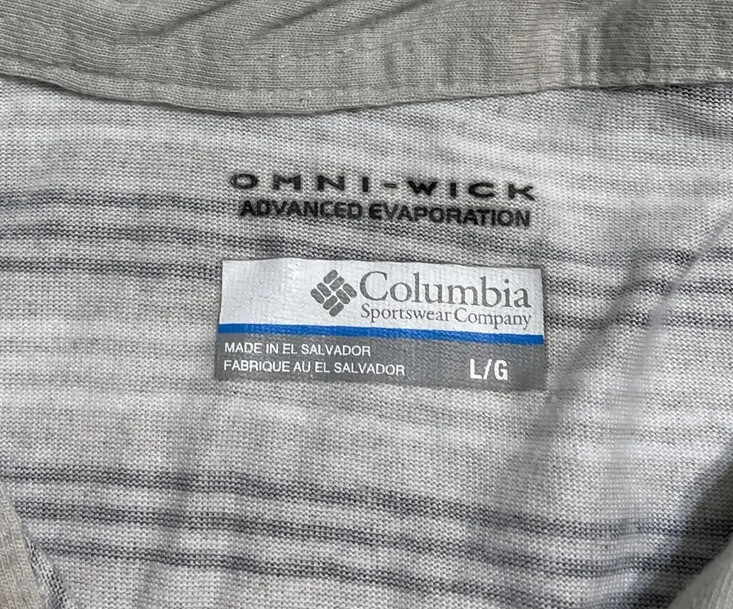 OMNI-WICK
ADVANCED EVAPORATION
Columbia
Sportswear Company
MADE IN EL SALVADOR
FABRIQUE AU EL SALVADOR
L/G